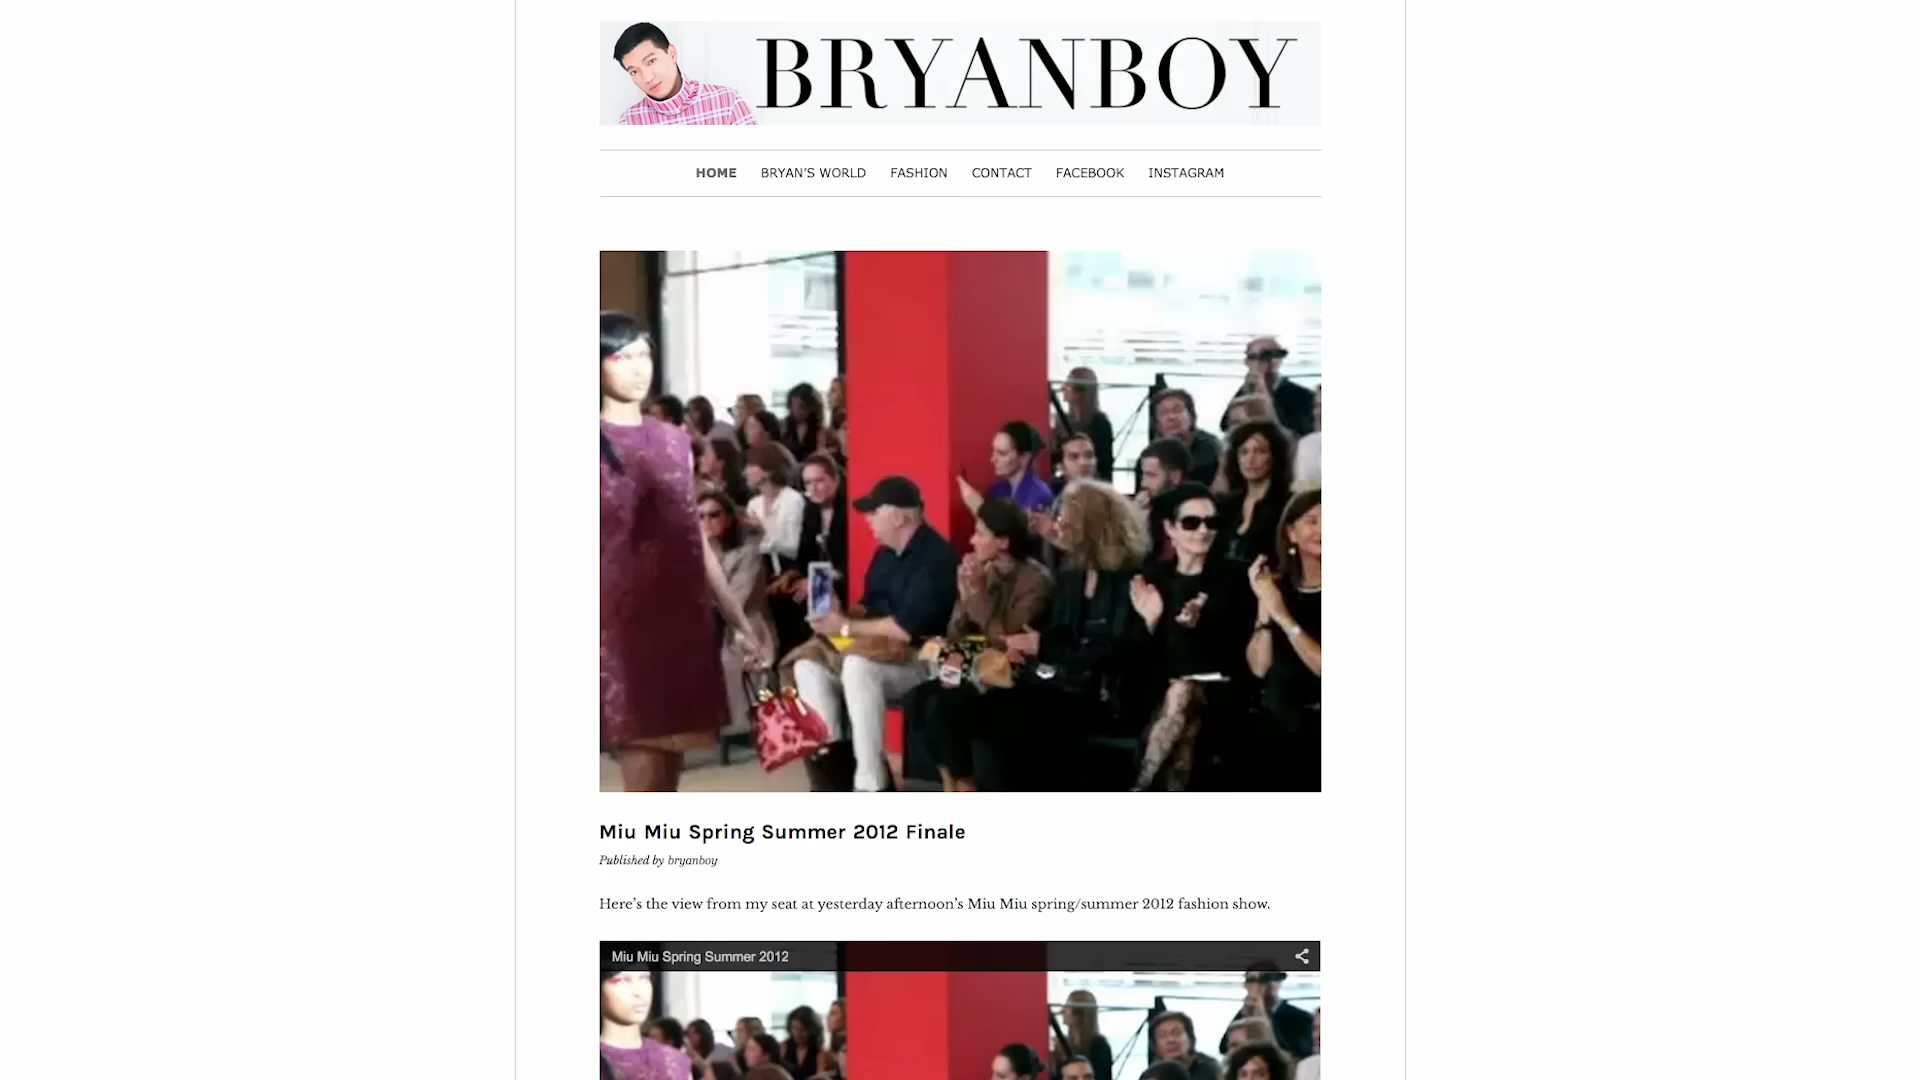 BRYANBOY
HOME BRYAN'S WORLD FASHION CONTACT FACEBOOK INSTAGRAM
Miu Miu Spring Summer 2012 Finale
Published by bryanboy
Here's the view from my seat at yesterday afternoon's Miu Miu spring/summer 2012 fashion show.
Miu Miu Spring Summer 2012